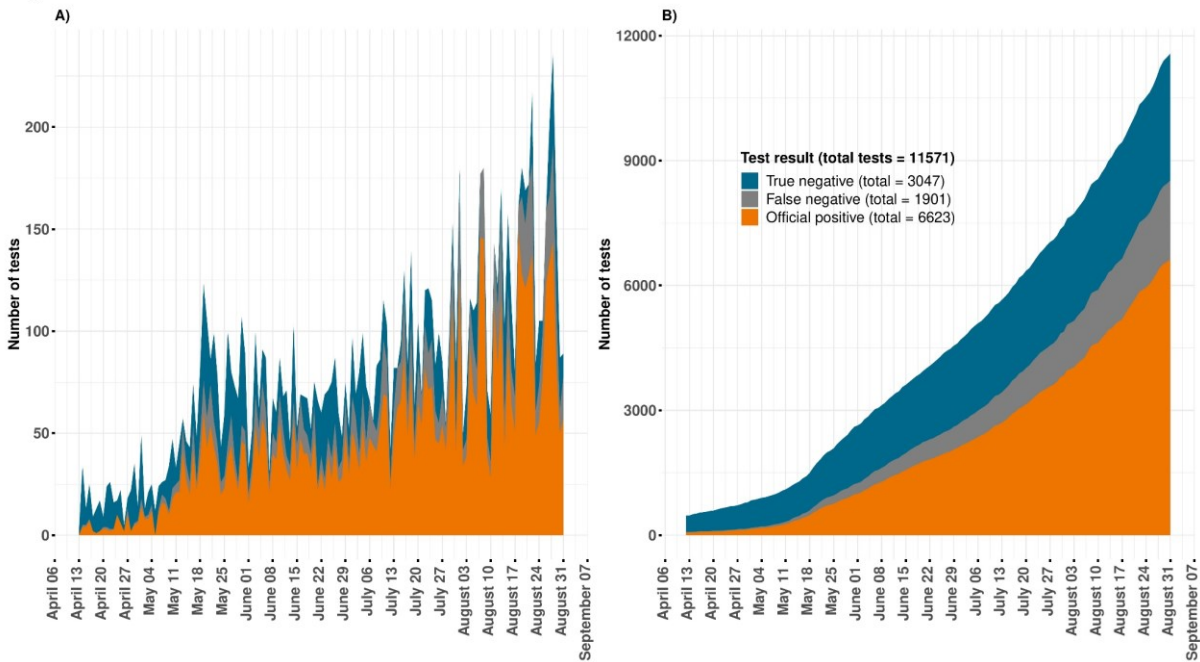 A)
Number of tests
200
150
100
50
0
April 06
April 13
April 20
April 27
May 04
May 11
May 18
May 25
June 01
June 08
June 15
June 22
June 29
July 06
July 13
July 20
July 27
August 03
August 10
August 17
August 24
August 31
September 07
B)
Number of tests
12000
9000
6000
3000
0
Test result (total tests = 11571)
True negative (total = 3047)
False negative (total = 1901)
Official positive (total = 6623)
April 06
April 13
April 20
April 27
May 04
May 11
May 18
May 25
June 01
June 08
June 15
June 22
June 29
July 06
July 13
July 20
July 27
August 03
August 10
August 17
August 24
August 31
September 07